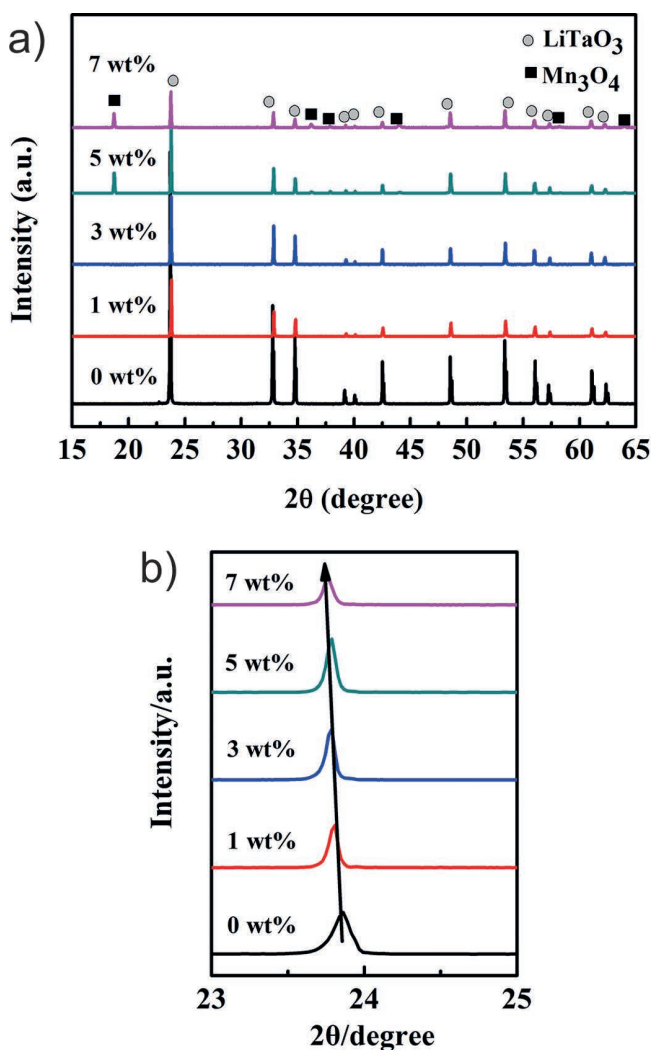 a)
LiTaO3
Mn3O4
7 wt%
5 wt%
3 wt%
1 wt%
0 wt%
Intensity (a.u.)
15 20 25 30 35 40 45 50 55 60 65
2θ (degree)
b)
7 wt%
5 wt%
3 wt%
1 wt%
0 wt%
Intensity/a.u.
23 24 25
2θ/degree